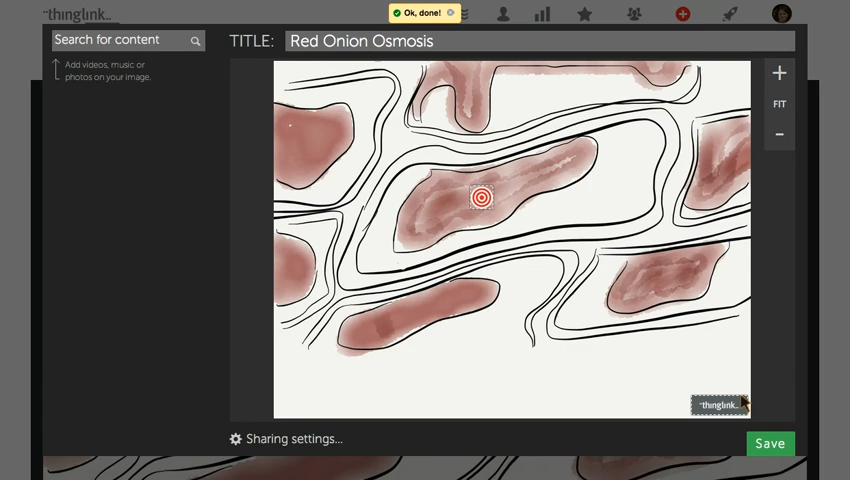 thinglink..
Ok, done!
Search for content
TITLE: Red Onion Osmosis
Add videos, music or
photos on your image.
FIT
thinglink..
Sharing settings...
Save